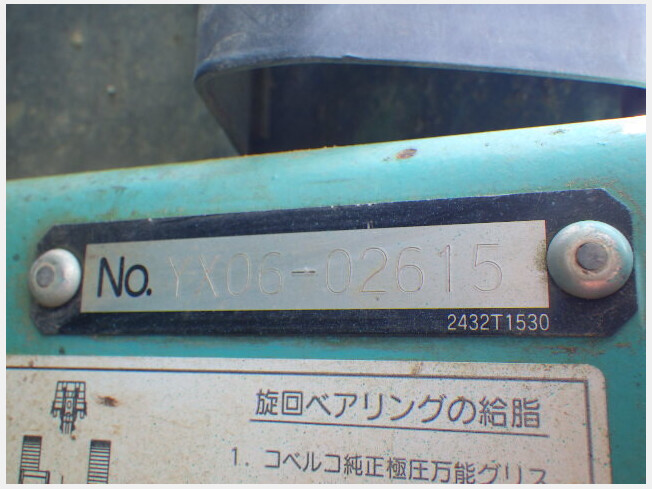 No. YX06-02615
2432T1530
旋回ベアリングの給脂
1. コベルコ純正極圧万能グリス